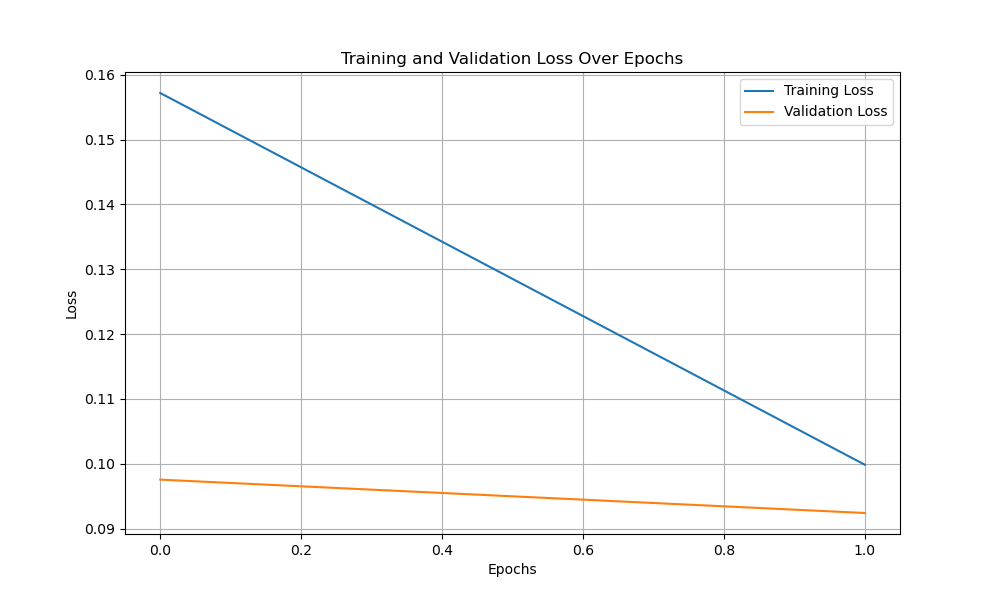 Training and Validation Loss Over Epochs
Training Loss
Validation Loss
Loss
0.16
0.15
0.14
0.13
0.12
0.11
0.10
0.09
0.0 0.2 0.4 0.6 0.8 1.0
Epochs